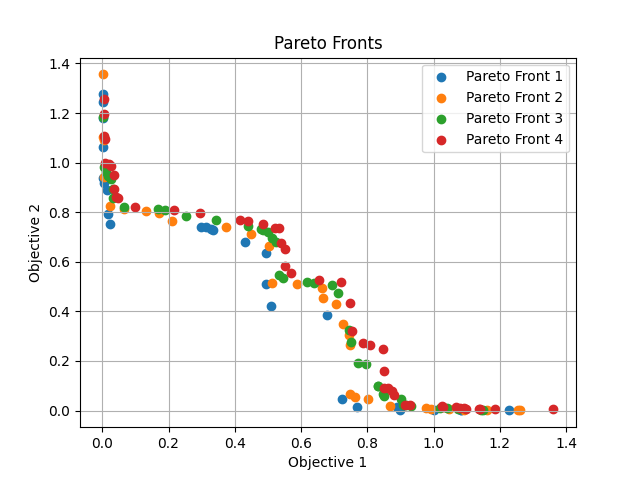 Pareto Fronts
Pareto Front 1
Pareto Front 2
Pareto Front 3
Pareto Front 4
Objective 2
1.4
1.2
1.0
0.8
0.6
0.4
0.2
0.0
0.0 0.2 0.4 0.6 0.8 1.0 1.2 1.4
Objective 1